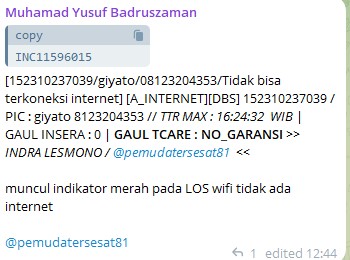 Muhamad Yusuf Badruszaman
copy
INC11596015
[152310237039/giyato/08123204353/Tidak bisa
terkoneksi internet] [A_INTERNET][DBS] 152310237039 /
PIC : giyato 8123204353 // TTR MAX : 16:24:32 WIB |
GAUL INSERA : 0 | GAUL TCARE : NO_GARANSI >>
INDRA LESMONO / @pemudatersesat81 <<
muncul indikator merah pada LOS wifi tidak ada
internet
@pemudatersesat81
1 edited 12:44